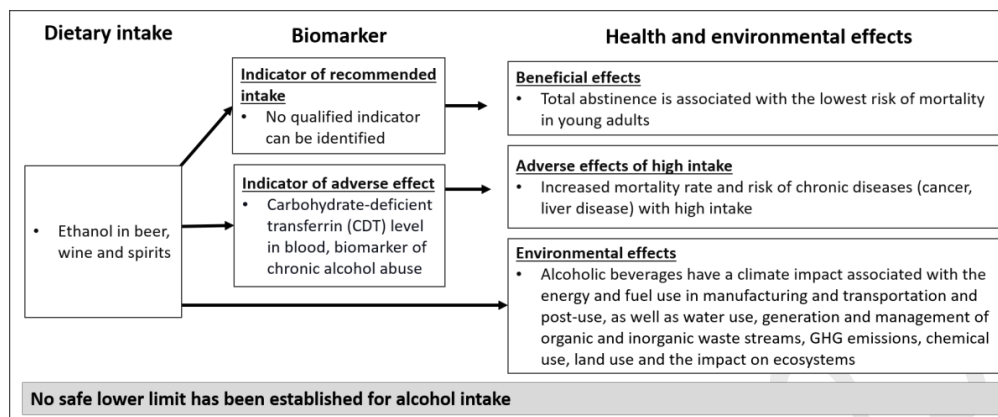 Dietary intake
Biomarker
Health and environmental effects
Indicator of recommended
intake
• No qualified indicator
can be identified
Beneficial effects
• Total abstinence is associated with the lowest risk of mortality
in young adults
• Ethanol in beer,
wine and spirits
Indicator of adverse effect
• Carbohydrate-deficient
transferrin (CDT) level
in blood, biomarker of
chronic alcohol abuse
Adverse effects of high intake
• Increased mortality rate and risk of chronic diseases (cancer,
liver disease) with high intake
Environmental effects
• Alcoholic beverages have a climate impact associated with the
energy and fuel use in manufacturing and transportation and
post-use, as well as water use, generation and management of
organic and inorganic waste streams, GHG emissions, chemical
use, land use and the impact on ecosystems
No safe lower limit has been established for alcohol intake